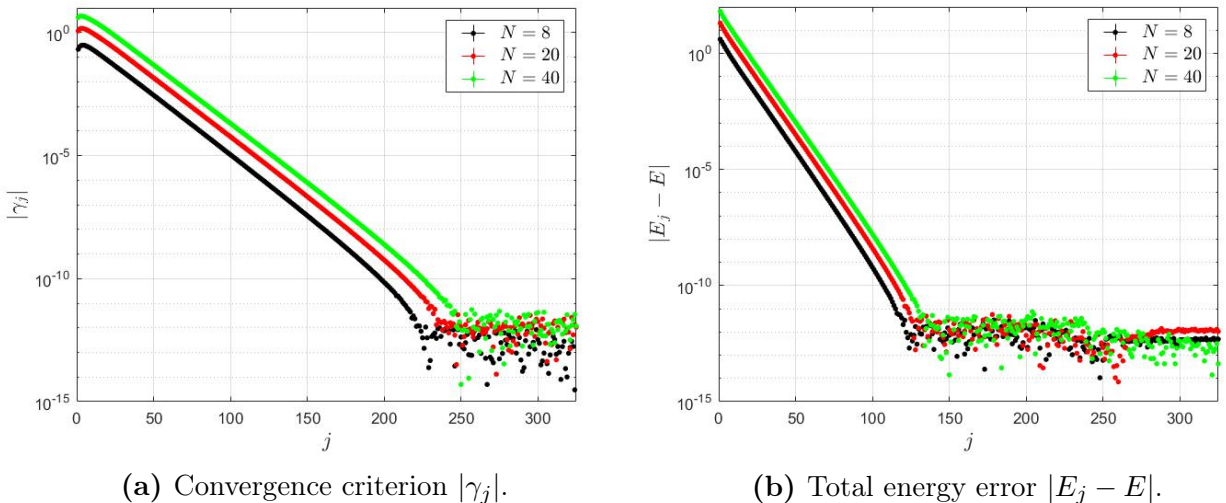 10^0
10^-5
10^-10
10^-15
|γ_j|
0 50 100 150 200 250 300
j
N = 8
N = 20
N = 40
(a) Convergence criterion |γ_j|.
10^0
10^-5
10^-10
10^-15
|E_j − E|
0 50 100 150 200 250 300
j
N = 8
N = 20
N = 40
(b) Total energy error |E_j − E|.